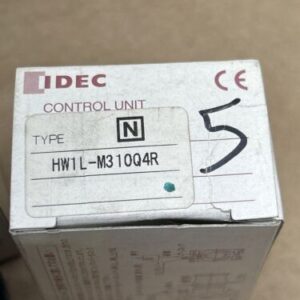 IDEC
CE
CONTROL UNIT
TYPE
N
HW1L-M310Q4R
5